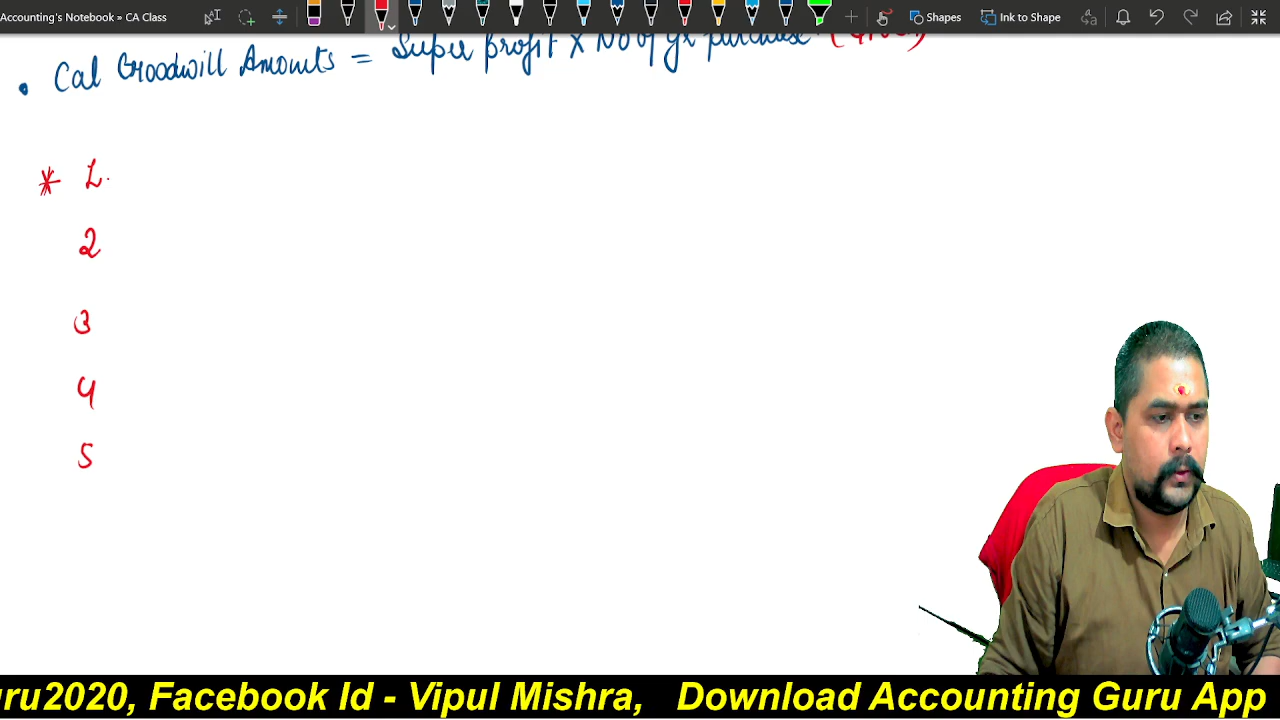 Accounting's Notebook » CA Class
Shapes
Ink to Shape
• Cal Goodwill Amounts = Super profit × No of yr purchase
* 1.
2
3
4
5
uru2020, Facebook Id - Vipul Mishra, Download Accounting Guru App